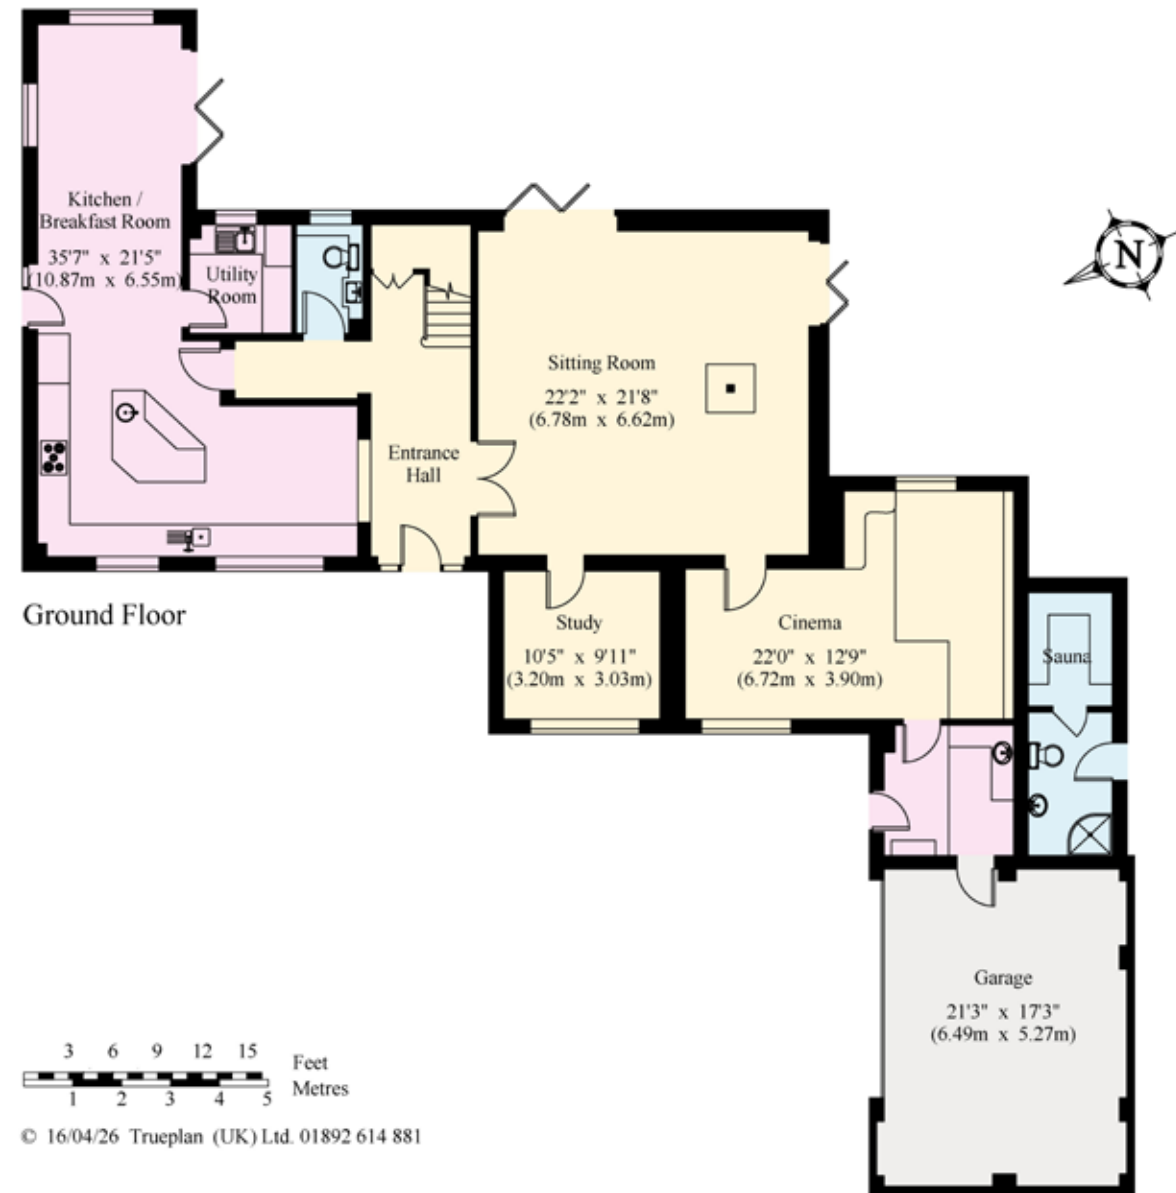 Kitchen /
Breakfast Room
35'7" x 21'5"
(10.87m x 6.55m)
Utility
Room
N
Sitting Room
22'2" x 21'8"
(6.78m x 6.62m)
Entrance
Hall
Ground Floor
Study
10'5" x 9'11"
(3.20m x 3.03m)
Cinema
22'0" x 12'9"
(6.72m x 3.90m)
Sauna
Garage
21'3" x 17'3"
(6.49m x 5.27m)
3 6 9 12 15 Feet
Metres
1 2 3 4 5
© 16/04/26 Trueplan (UK) Ltd. 01892 614 881